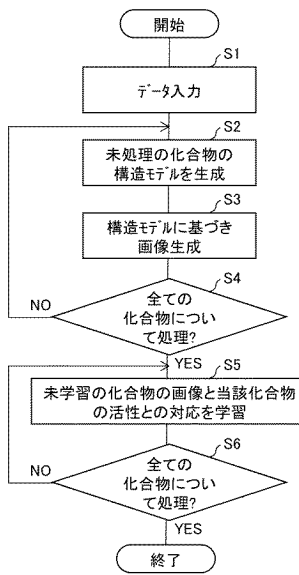 開始
S1
データ入力
S2
未処理の化合物の
構造モデルを生成
S3
構造モデルに基づき
画像生成
S4
全ての
化合物につい
て処理?
NO
YES
S5
未学習の化合物の画像と当該化合物
の活性との対応を学習
S6
全ての
化合物につい
て処理?
NO
YES
終了